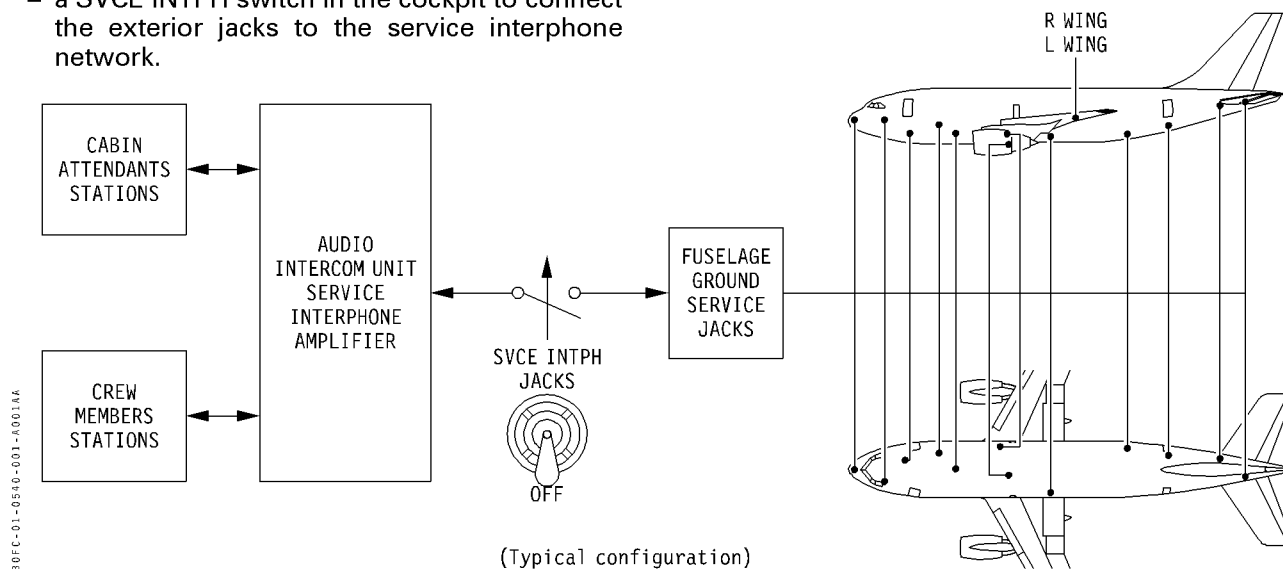 – a SVCE INTPH switch in the cockpit to connect
the exterior jacks to the service interphone
network.
R WING
L WING
CABIN
ATTENDANTS
STATIONS
AUDIO
INTERCOM UNIT
SERVICE
INTERPHONE
AMPLIFIER
FUSELAGE
GROUND
SERVICE
JACKS
SVCE INTPH
JACKS
OFF
CREW
MEMBERS
STATIONS
(Typical configuration)
30FC-01-0540-001-A001AA